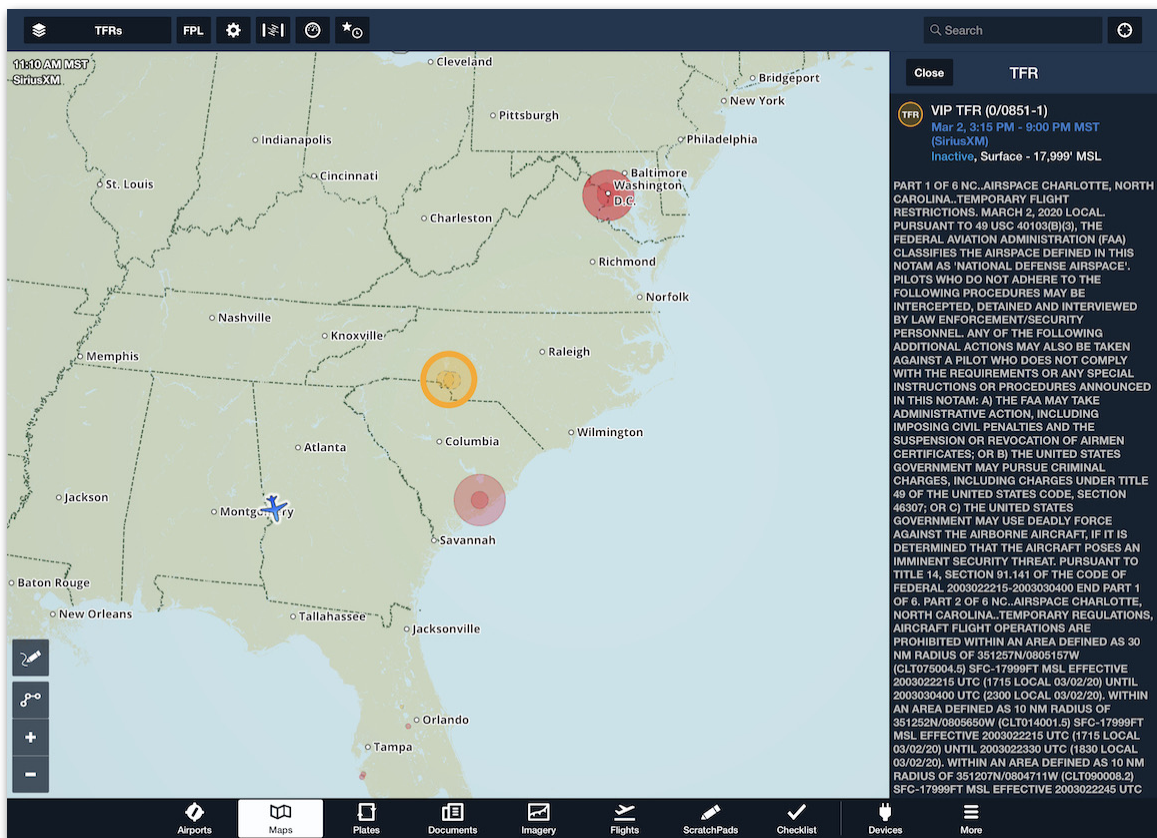 TFRs
FPL
Search
11:10 AM MST
SiriusXM
Cleveland
Bridgeport
New York
Pittsburgh
Philadelphia
Indianapolis
Baltimore
Washington
D.C.
Cincinnati
St. Louis
Charleston
Richmond
Norfolk
Nashville
Knoxville
Raleigh
Memphis
Wilmington
Columbia
Atlanta
Jackson
Montgomery
Savannah
Baton Rouge
New Orleans
Tallahassee
Jacksonville
Orlando
Tampa
Close
TFR
TFR
VIP TFR (0/0851-1)
Mar 2, 3:15 PM - 9:00 PM MST
(SiriusXM)
Inactive, Surface - 17,999' MSL
PART 1 OF 6 NC..AIRSPACE CHARLOTTE, NORTH
CAROLINA..TEMPORARY FLIGHT
RESTRICTIONS. MARCH 2, 2020 LOCAL.
PURSUANT TO 49 USC 40103(B)(3), THE
FEDERAL AVIATION ADMINISTRATION (FAA)
CLASSIFIES THE AIRSPACE DEFINED IN THIS
NOTAM AS 'NATIONAL DEFENSE AIRSPACE'.
PILOTS WHO DO NOT ADHERE TO THE
FOLLOWING PROCEDURES MAY BE
INTERCEPTED, DETAINED AND INTERVIEWED
BY LAW ENFORCEMENT/SECURITY
PERSONNEL. ANY OF THE FOLLOWING
ADDITIONAL ACTIONS MAY ALSO BE TAKEN
AGAINST A PILOT WHO DOES NOT COMPLY
WITH THE REQUIREMENTS OR ANY SPECIAL
INSTRUCTIONS OR PROCEDURES ANNOUNCED
IN THIS NOTAM: A) THE FAA MAY TAKE
ADMINISTRATIVE ACTION, INCLUDING
IMPOSING CIVIL PENALTIES AND THE
SUSPENSION OR REVOCATION OF AIRMEN
CERTIFICATES; OR B) THE UNITED STATES
GOVERNMENT MAY PURSUE CRIMINAL
CHARGES, INCLUDING CHARGES UNDER TITLE
49 OF THE UNITED STATES CODE, SECTION
46307; OR C) THE UNITED STATES
GOVERNMENT MAY USE DEADLY FORCE
AGAINST THE AIRBORNE AIRCRAFT, IF IT IS
DETERMINED THAT THE AIRCRAFT POSES AN
IMMINENT SECURITY THREAT. PURSUANT TO
TITLE 14, SECTION 91.141 OF THE CODE OF
FEDERAL 2003022215-2003030400 END PART 1
OF 6. PART 2 OF 6 NC..AIRSPACE CHARLOTTE,
NORTH CAROLINA..TEMPORARY REGULATIONS,
AIRCRAFT FLIGHT OPERATIONS ARE
PROHIBITED WITHIN AN AREA DEFINED AS 30
NM RADIUS OF 351257N/0805157W
(CLT075004.5) SFC-17999FT MSL EFFECTIVE
2003022215 UTC (1715 LOCAL 03/02/20) UNTIL
2003030400 UTC (2300 LOCAL 03/02/20). WITHIN
AN AREA DEFINED AS 10 NM RADIUS OF
351252N/0805650W (CLT014001.5) SFC-17999FT
MSL EFFECTIVE 2003022215 UTC (1715 LOCAL
03/02/20) UNTIL 2003022330 UTC (1830 LOCAL
03/02/20). WITHIN AN AREA DEFINED AS 10 NM
RADIUS OF 351207N/0804711W (CLT090008.2)
SFC-17999FT MSL EFFECTIVE 2003022245 UTC
Airports
Maps
Plates
Documents
Imagery
Flights
ScratchPads
Checklist
Devices
More